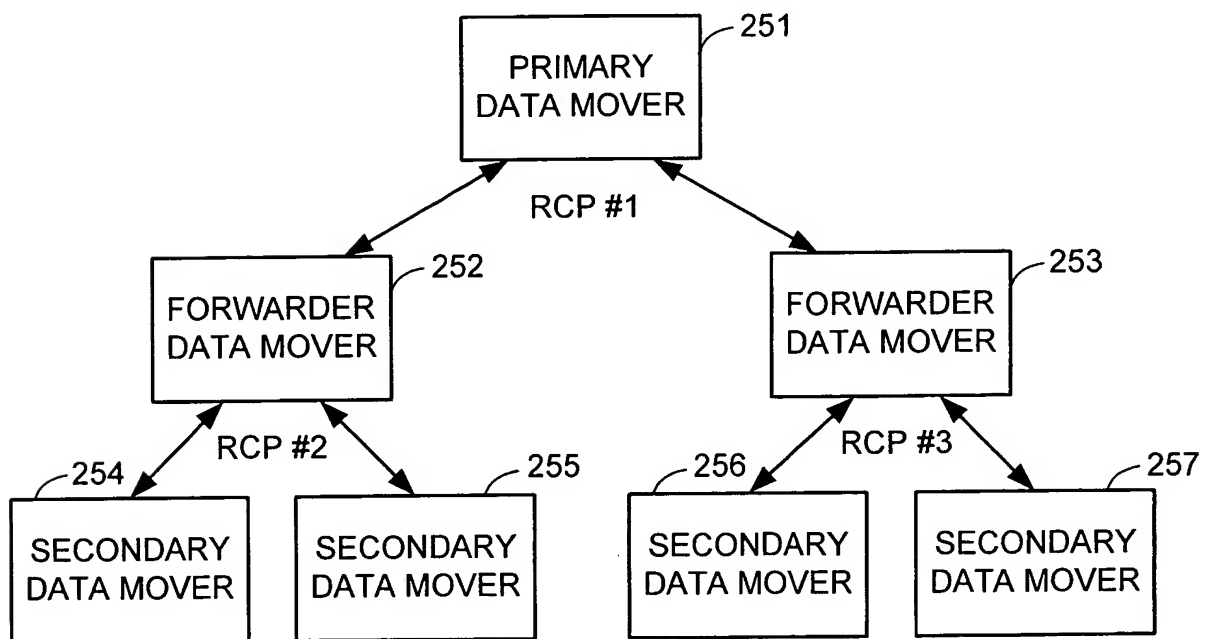 251
PRIMARY
DATA MOVER
RCP #1
252
FORWARDER
DATA MOVER
253
FORWARDER
DATA MOVER
RCP #2
RCP #3
254
SECONDARY
DATA MOVER
255
SECONDARY
DATA MOVER
256
SECONDARY
DATA MOVER
257
SECONDARY
DATA MOVER